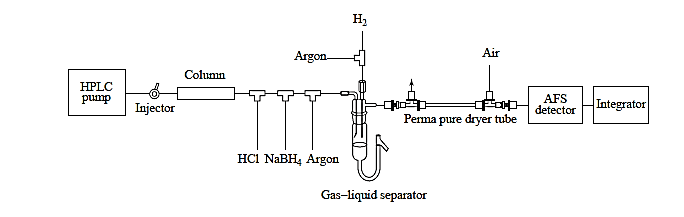 H₂
Argon
Air
Column
HPLC
pump
Injector
AFS
detector
Integrator
Perma pure dryer tube
HCl NaBH₄ Argon
Gas–liquid separator